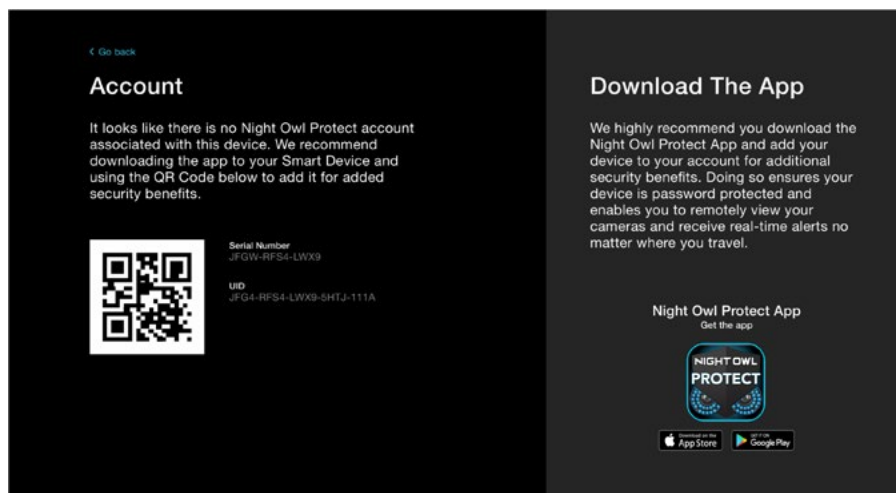 < Go back
Account
It looks like there is no Night Owl Protect account
associated with this device. We recommend
downloading the app to your Smart Device and
using the QR Code below to add it for added
security benefits.
Serial Number
JFGW-RFS4-LWX9
UID
JFG4-RFS4-LWX9-5HTJ-111A
Download The App
We highly recommend you download the
Night Owl Protect App and add your
device to your account for additional
security benefits. Doing so ensures your
device is password protected and
enables you to remotely view your
cameras and receive real-time alerts no
matter where you travel.
Night Owl Protect App
Get the app
NIGHT OWL
PROTECT
Download on the
App Store
GET IT ON
Google Play